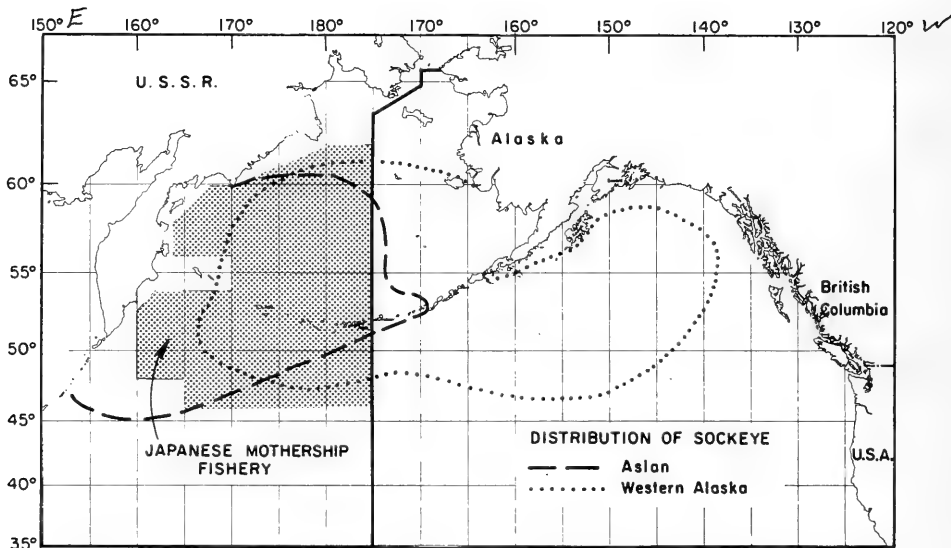 150° E 160° 170° 180° 170° 160° 150° 140° 130° 120° W
65°
60°
55°
50°
45°
40°
35°
U.S.S.R.
Alaska
British
Columbia
U.S.A.
JAPANESE MOTHERSHIP
FISHERY
DISTRIBUTION OF SOCKEYE
Asian
Western Alaska